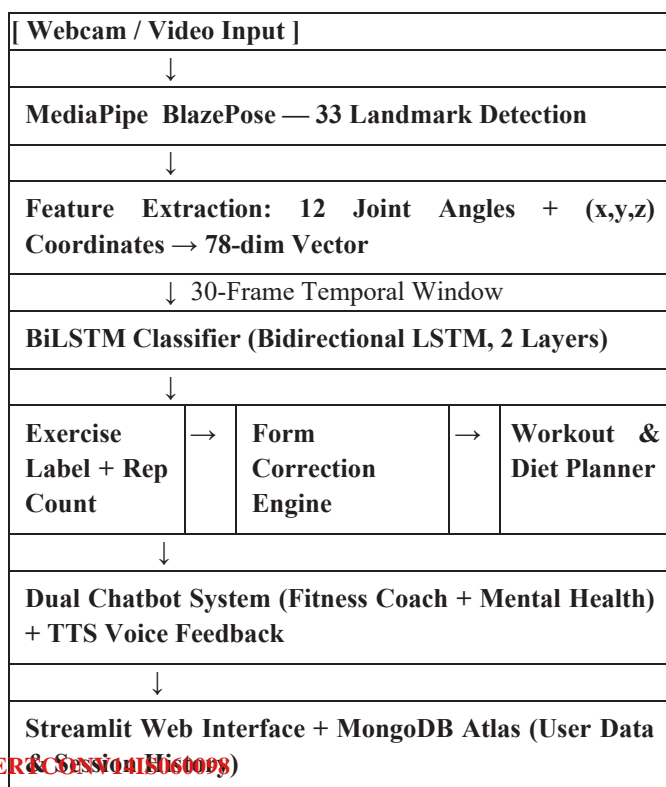 [ Webcam / Video Input ]
↓
MediaPipe BlazePose — 33 Landmark Detection
↓
Feature Extraction: 12 Joint Angles + (x,y,z)
Coordinates → 78-dim Vector
↓ 30-Frame Temporal Window
BiLSTM Classifier (Bidirectional LSTM, 2 Layers)
↓
Exercise Label + Rep Count → Form Correction Engine → Workout & Diet Planner
↓
Dual Chatbot System (Fitness Coach + Mental Health)
+ TTS Voice Feedback
↓
Streamlit Web Interface + MongoDB Atlas (User Data
& Session History)